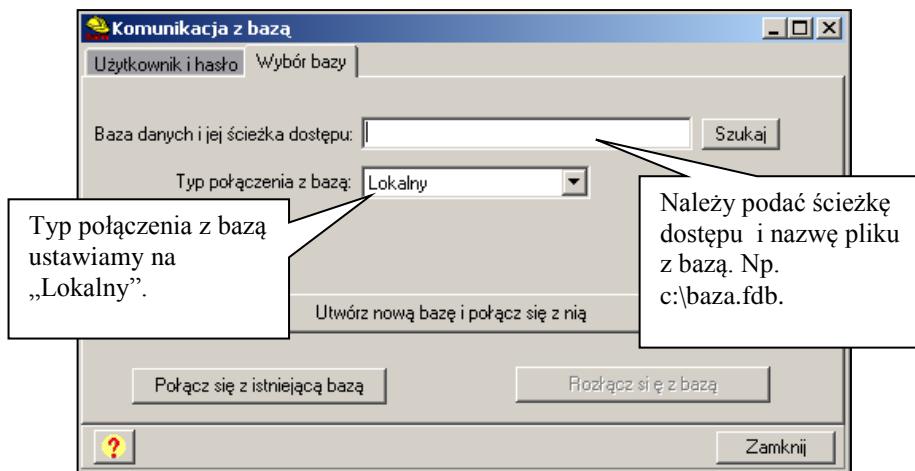 Komunikacja z bazą
Użytkownik i hasło Wybór bazy
Baza danych i jej ścieżka dostępu: Szukaj
Typ połączenia z bazą: Lokalny
Należy podać ścieżkę
dostępu i nazwę pliku
z bazą. Np.
c:\baza.fdb.
Typ połączenia z bazą
ustawiamy na
„Lokalny”.
Utwórz nową bazę i połącz się z nią
Połącz się z istniejącą bazą Rozłącz si ę z bazą
? Zamknij